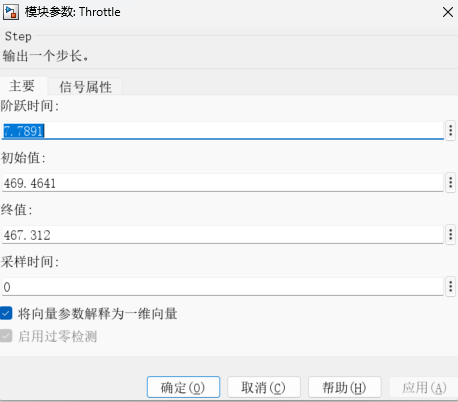 模块参数: Throttle
Step
输出一个步长。
主要 信号属性
阶跃时间:
7.7891
初始值:
469.4641
终值:
467.312
采样时间:
0
将向量参数解释为一维向量
启用过零检测
确定(O) 取消(C) 帮助(H) 应用(A)